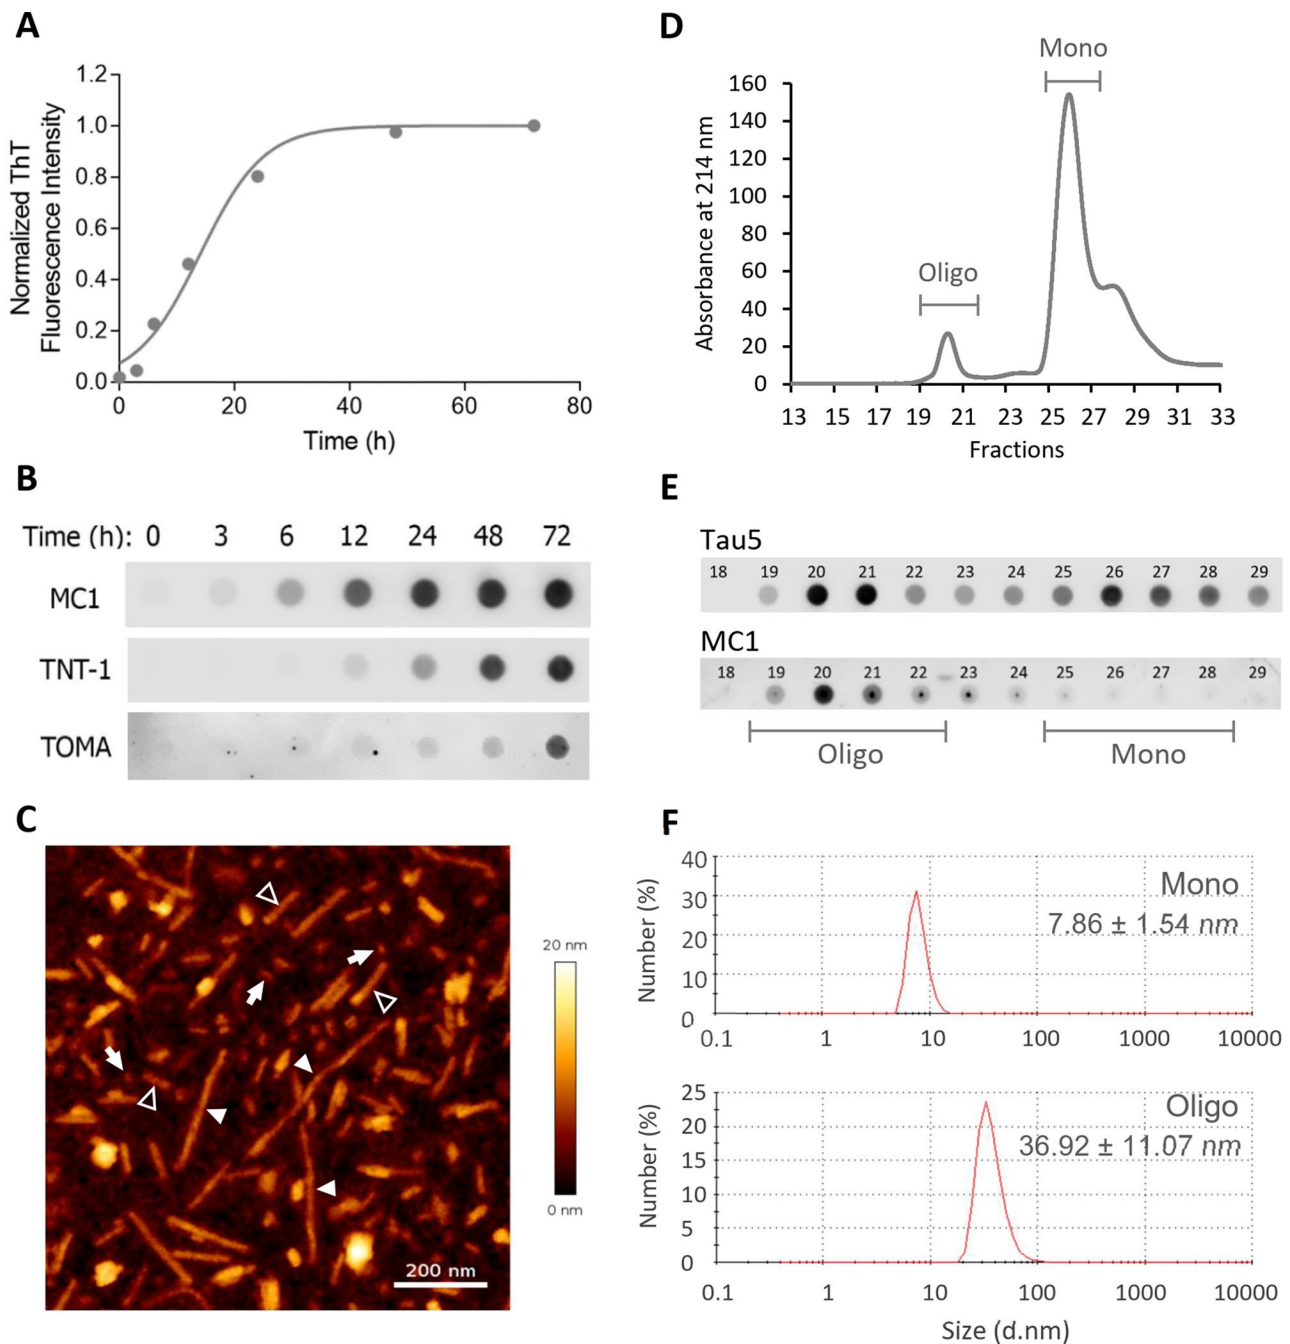 A
1.2
1.0
0.8
0.6
0.4
0.2
0.0
0 20 40 60 80
Normalized ThT
Fluorescence Intensity
Time (h)
B
Time (h): 0 3 6 12 24 48 72
MC1
TNT-1
TOMA
C
20 nm
0 nm
200 nm
D
Mono
Oligo
160
140
120
100
80
60
40
20
0
Absorbance at 214 nm
13 15 17 19 21 23 25 27 29 31 33
Fractions
E
Tau5
18 19 20 21 22 23 24 25 26 27 28 29
MC1
18 19 20 21 22 23 24 25 26 27 28 29
Oligo Mono
F
40
30
20
10
0
Number (%)
Mono
7.86 ± 1.54 nm
0.1 1 10 100 1000 10000
25
20
15
10
5
0
Number (%)
Oligo
36.92 ± 11.07 nm
0.1 1 10 100 1000 10000
Size (d.nm)